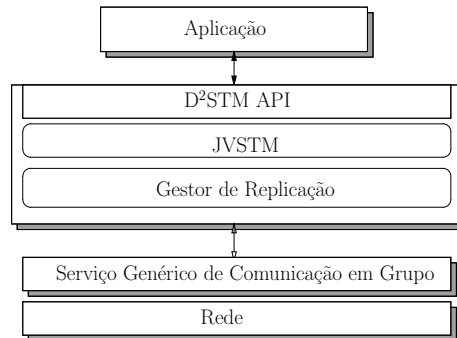 Aplicação
D²STM API
JVSTM
Gestor de Replicação
Serviço Genérico de Comunicação em Grupo
Rede